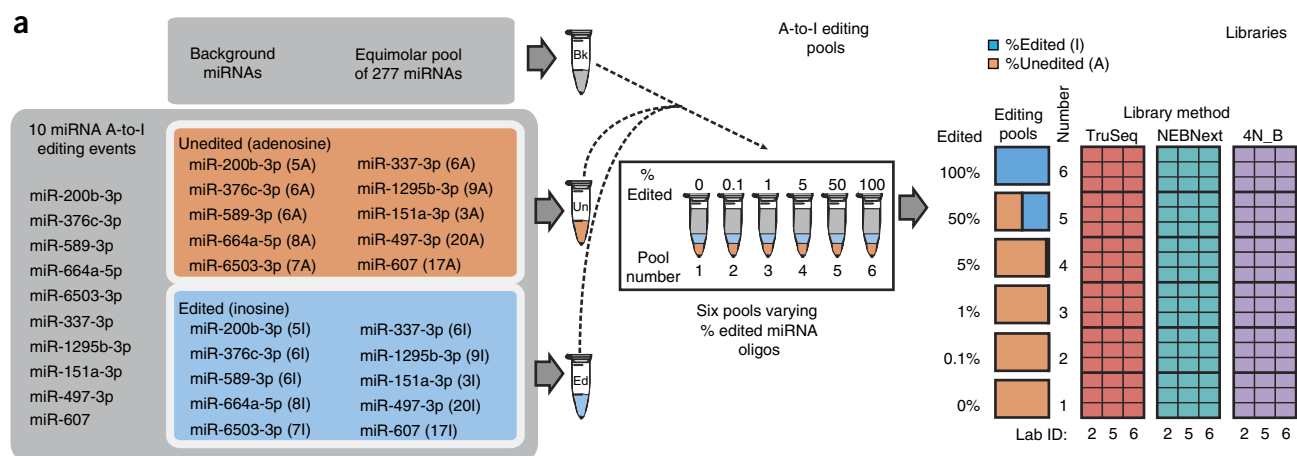 a
Background
miRNAs
Equimolar pool
of 277 miRNAs
Bk
10 miRNA A-to-I
editing events
miR-200b-3p
miR-376c-3p
miR-589-3p
miR-664a-5p
miR-6503-3p
miR-337-3p
miR-1295b-3p
miR-151a-3p
miR-497-3p
miR-607
Unedited (adenosine)
miR-200b-3p (5A)
miR-337-3p (6A)
miR-376c-3p (6A)
miR-1295b-3p (9A)
miR-589-3p (6A)
miR-151a-3p (3A)
miR-664a-5p (8A)
miR-497-3p (20A)
miR-6503-3p (7A)
miR-607 (17A)
Un
Edited (inosine)
miR-200b-3p (5I)
miR-337-3p (6I)
miR-376c-3p (6I)
miR-1295b-3p (9I)
miR-589-3p (6I)
miR-151a-3p (3I)
miR-664a-5p (8I)
miR-497-3p (20I)
miR-6503-3p (7I)
miR-607 (17I)
Ed
A-to-I editing
pools
%
Edited
0 0.1 1 5 50 100
Pool
number
1 2 3 4 5 6
Six pools varying
% edited miRNA
oligos
Libraries
%Edited (I)
%Unedited (A)
Edited
Editing
pools
Number
Library method
TruSeq NEBNext 4N_B
100% 6
50% 5
5% 4
1% 3
0.1% 2
0% 1
Lab ID: 2 5 6 2 5 6 2 5 6